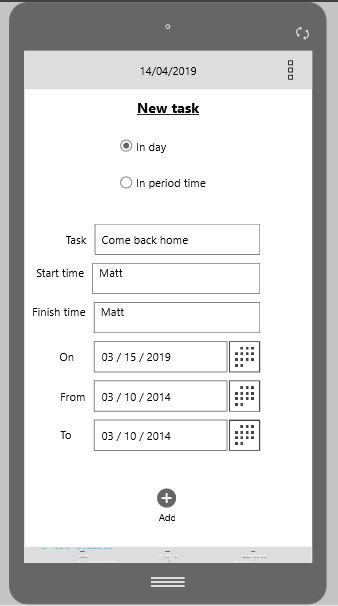 14/04/2019
New task
In day
In period time
Task Come back home
Start time Matt
Finish time Matt
On 03 / 15 / 2019
From 03 / 10 / 2014
To 03 / 10 / 2014
Add